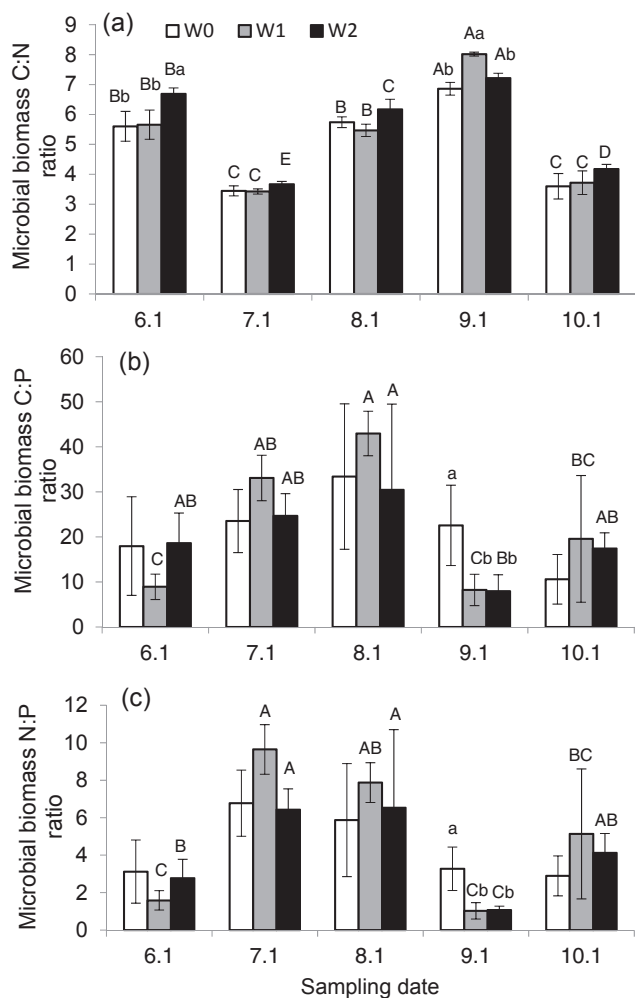 (a)
W0 W1 W2
Microbial biomass C:N
ratio
9
8
7
6
5
4
3
2
1
0
Bb Bb Ba
C C E
B B C
Ab Aa Ab
C C D
6.1 7.1 8.1 9.1 10.1
(b)
Microbial biomass C:P
ratio
60
50
40
30
20
10
0
C AB
AB AB
A A
a Cb Bb
BC AB
6.1 7.1 8.1 9.1 10.1
(c)
Microbial biomass N:P
ratio
12
10
8
6
4
2
0
C B
A A
AB A
a Cb Cb
BC AB
6.1 7.1 8.1 9.1 10.1
Sampling date